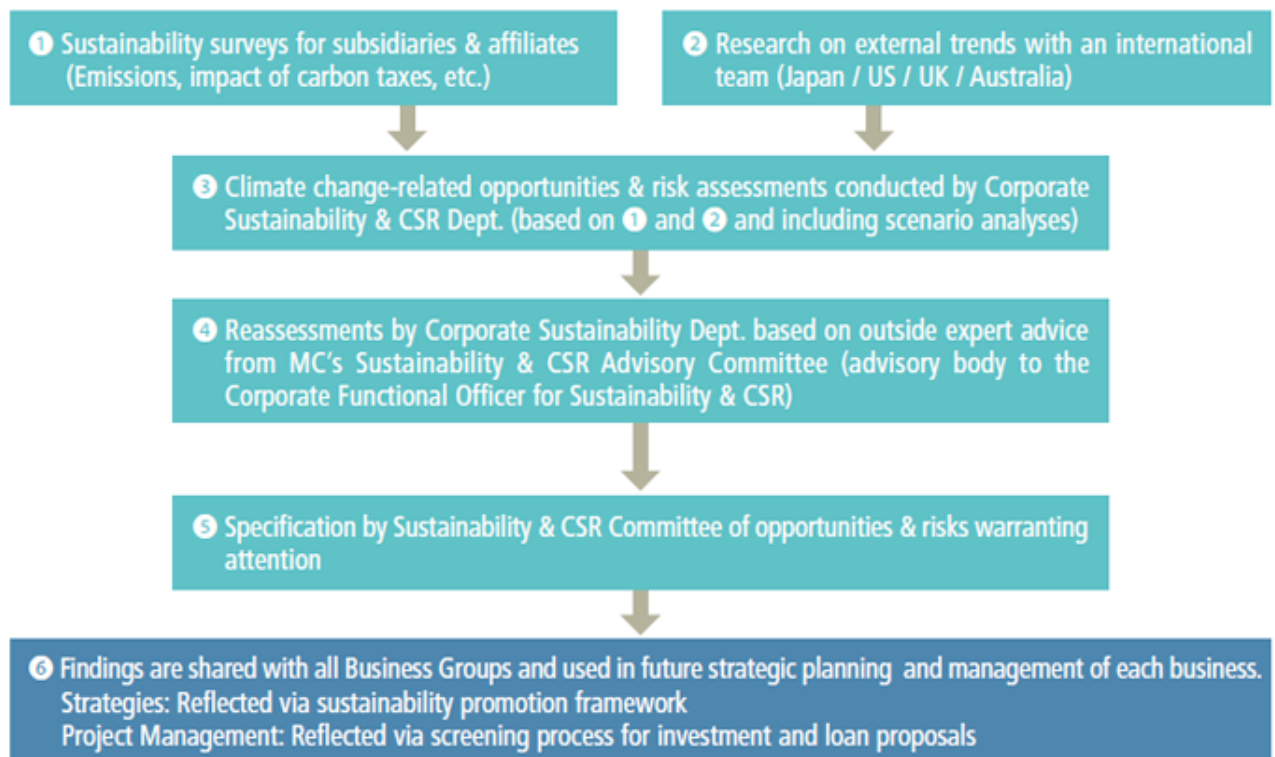 ❶ Sustainability surveys for subsidiaries & affiliates
(Emissions, impact of carbon taxes, etc.)
❷ Research on external trends with an international
team (Japan / US / UK / Australia)
❸ Climate change-related opportunities & risk assessments conducted by Corporate
Sustainability & CSR Dept. (based on ❶ and ❷ and including scenario analyses)
❹ Reassessments by Corporate Sustainability Dept. based on outside expert advice
from MC's Sustainability & CSR Advisory Committee (advisory body to the
Corporate Functional Officer for Sustainability & CSR)
❺ Specification by Sustainability & CSR Committee of opportunities & risks warranting
attention
❻ Findings are shared with all Business Groups and used in future strategic planning and management of each business.
Strategies: Reflected via sustainability promotion framework
Project Management: Reflected via screening process for investment and loan proposals